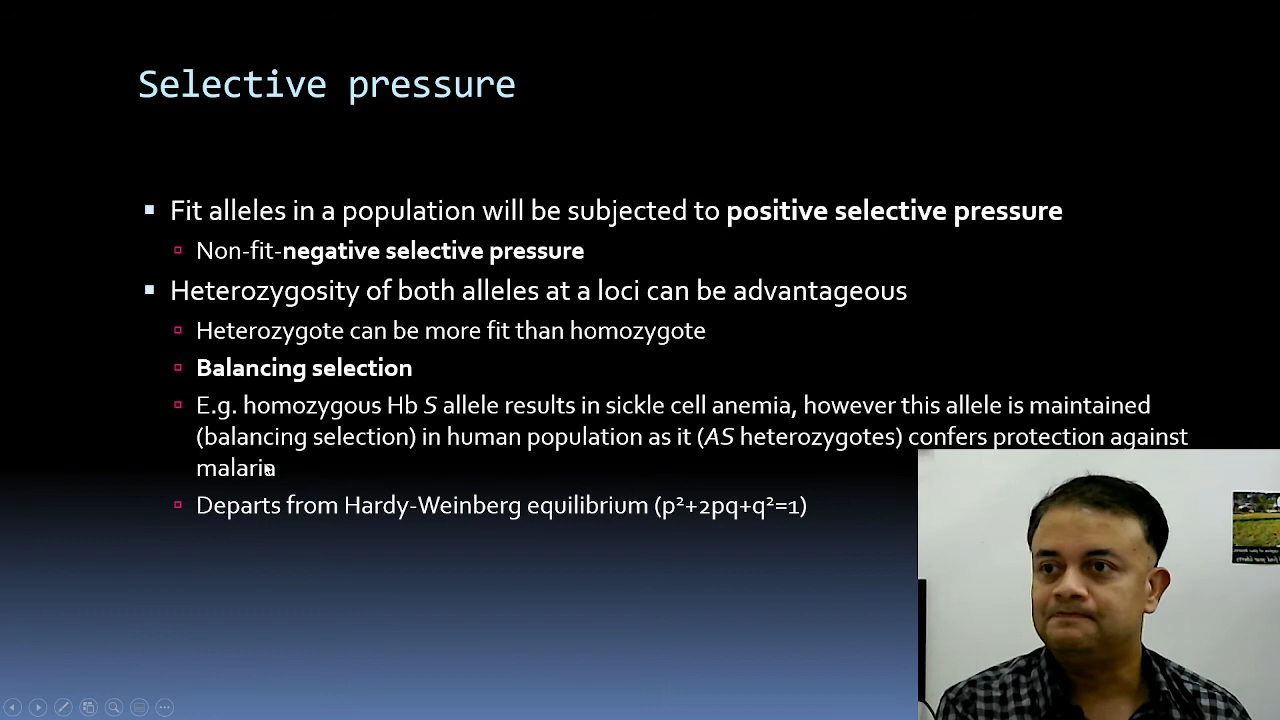 Selective pressure
Fit alleles in a population will be subjected to positive selective pressure
Non-fit-negative selective pressure
Heterozygosity of both alleles at a loci can be advantageous
Heterozygote can be more fit than homozygote
Balancing selection
E.g. homozygous Hb S allele results in sickle cell anemia, however this allele is maintained
(balancing selection) in human population as it (AS heterozygotes) confers protection against
malaria
Departs from Hardy-Weinberg equilibrium (p²+2pq+q²=1)